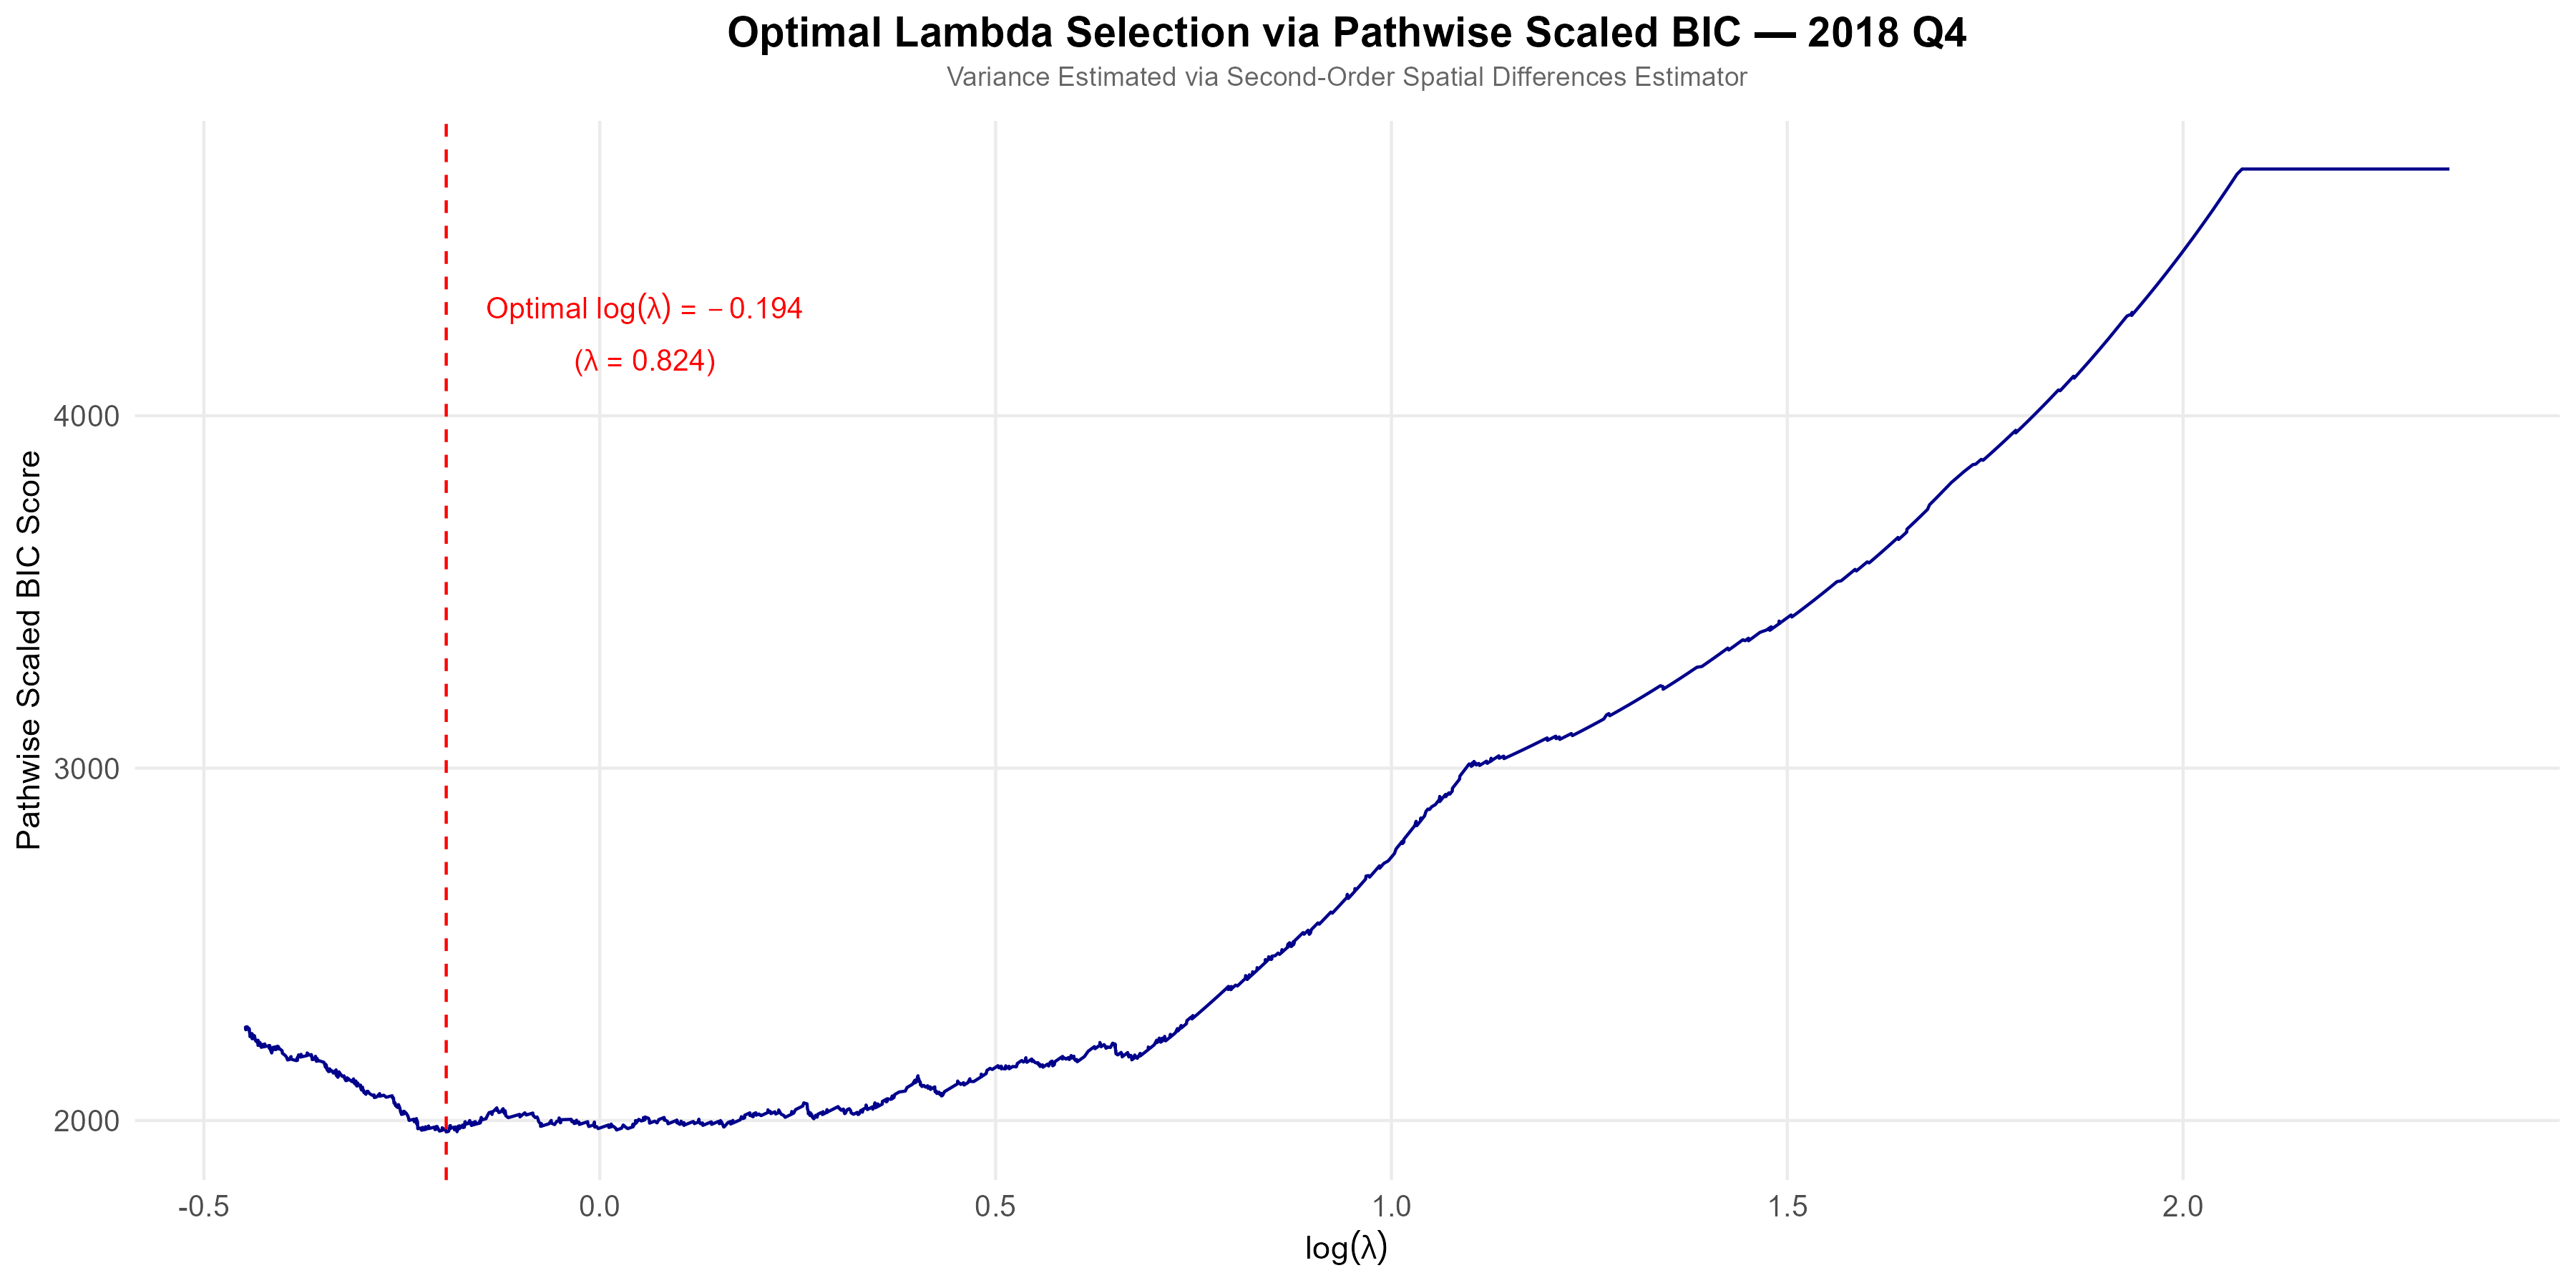 Optimal Lambda Selection via Pathwise Scaled BIC — 2018 Q4
Variance Estimated via Second-Order Spatial Differences Estimator
Optimal log(λ) = −0.194
(λ = 0.824)
Pathwise Scaled BIC Score
4000
3000
2000
-0.5
0.0
0.5
1.0
1.5
2.0
log(λ)